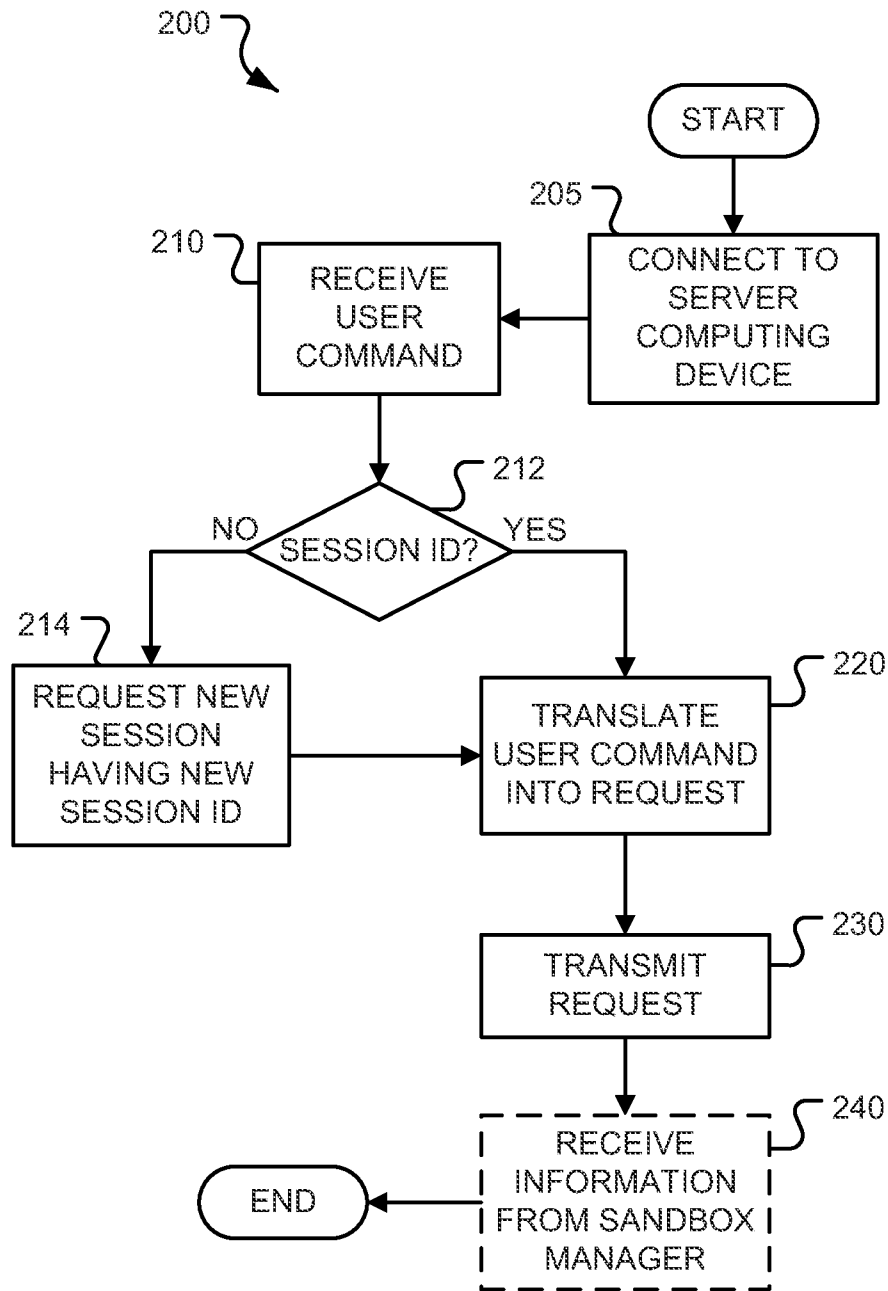 200
START
205
CONNECT TO
SERVER
COMPUTING
DEVICE
210
RECEIVE
USER
COMMAND
212
NO
SESSION ID?
YES
214
REQUEST NEW
SESSION
HAVING NEW
SESSION ID
220
TRANSLATE
USER COMMAND
INTO REQUEST
230
TRANSMIT
REQUEST
240
RECEIVE
INFORMATION
FROM SANDBOX
MANAGER
END